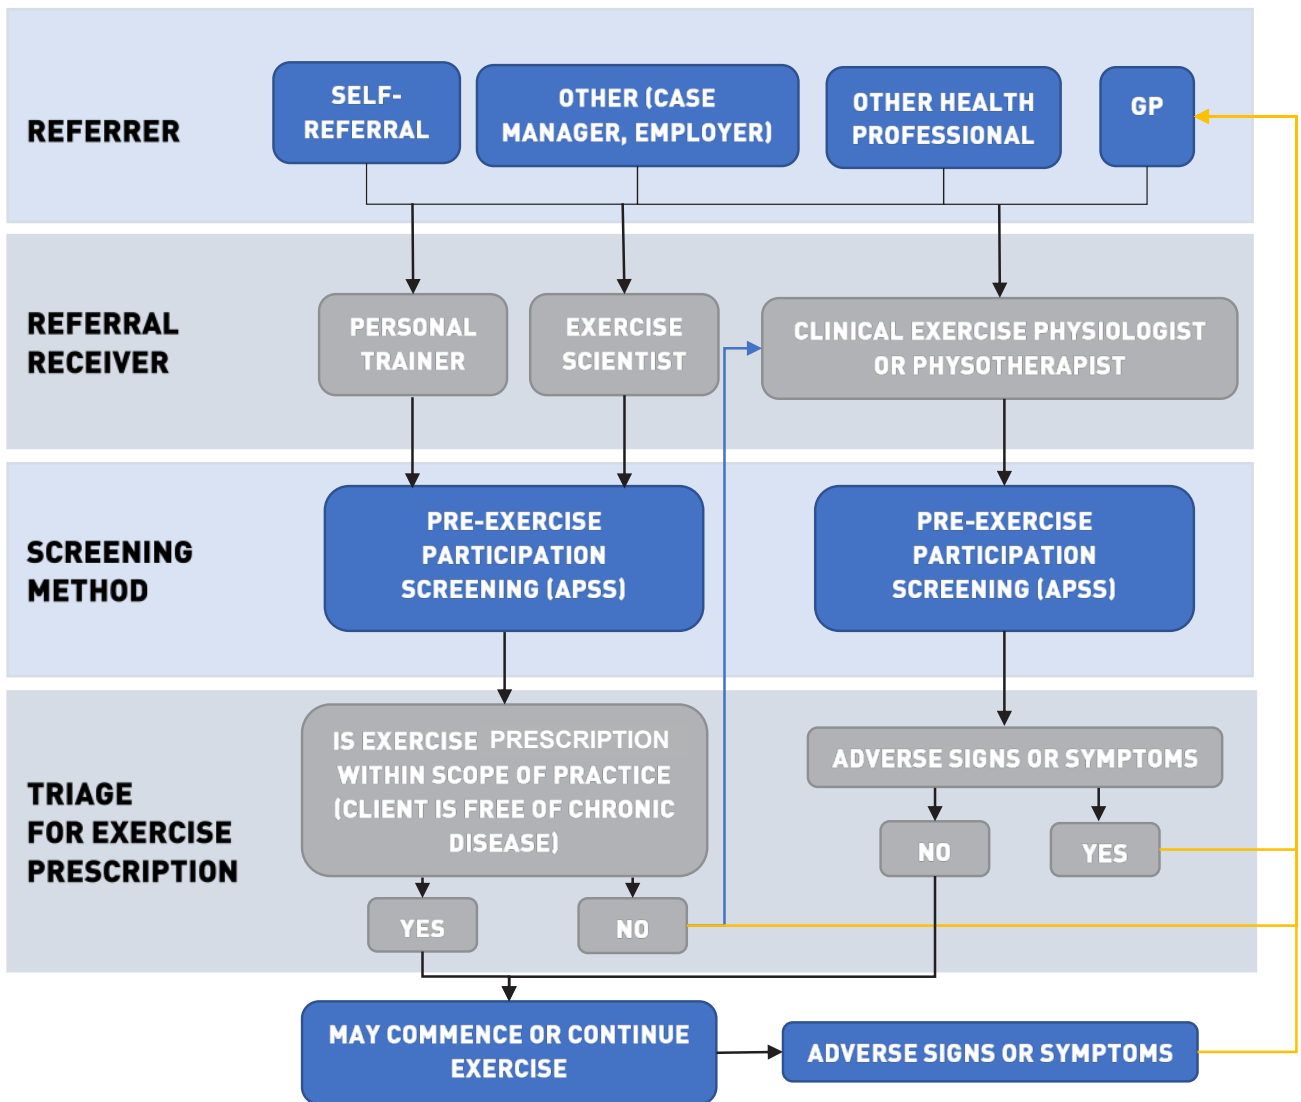 REFERRER
SELF-
REFERRAL
OTHER (CASE
MANAGER, EMPLOYER)
OTHER HEALTH
PROFESSIONAL
GP
REFERRAL
RECEIVER
PERSONAL
TRAINER
EXERCISE
SCIENTIST
CLINICAL EXERCISE PHYSIOLOGIST
OR PHYSOTHERAPIST
SCREENING
METHOD
PRE-EXERCISE
PARTICIPATION
SCREENING (APSS)
PRE-EXERCISE
PARTICIPATION
SCREENING (APSS)
TRIAGE
FOR EXERCISE
PRESCRIPTION
IS EXERCISE PRESCRIPTION
WITHIN SCOPE OF PRACTICE
(CLIENT IS FREE OF CHRONIC
DISEASE)
YES
NO
ADVERSE SIGNS OR SYMPTOMS
NO
YES
MAY COMMENCE OR CONTINUE
EXERCISE
ADVERSE SIGNS OR SYMPTOMS